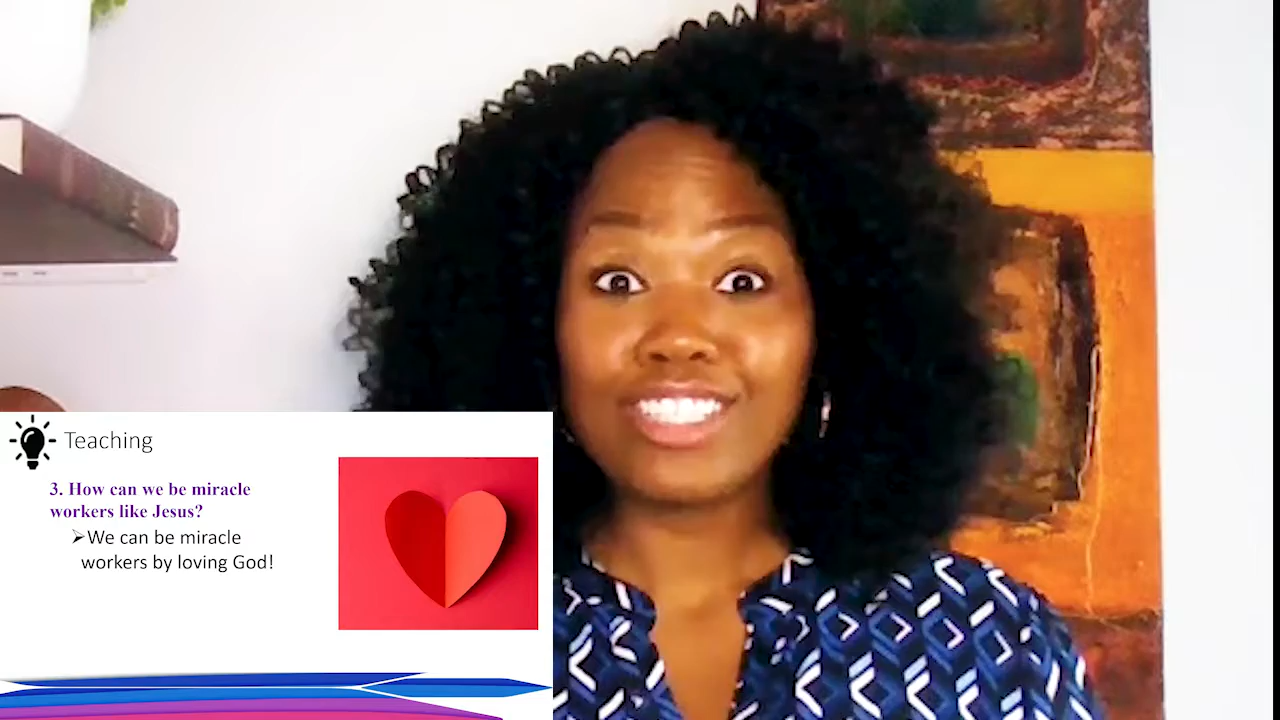 Teaching
3. How can we be miracle
workers like Jesus?
➢We can be miracle
workers by loving God!